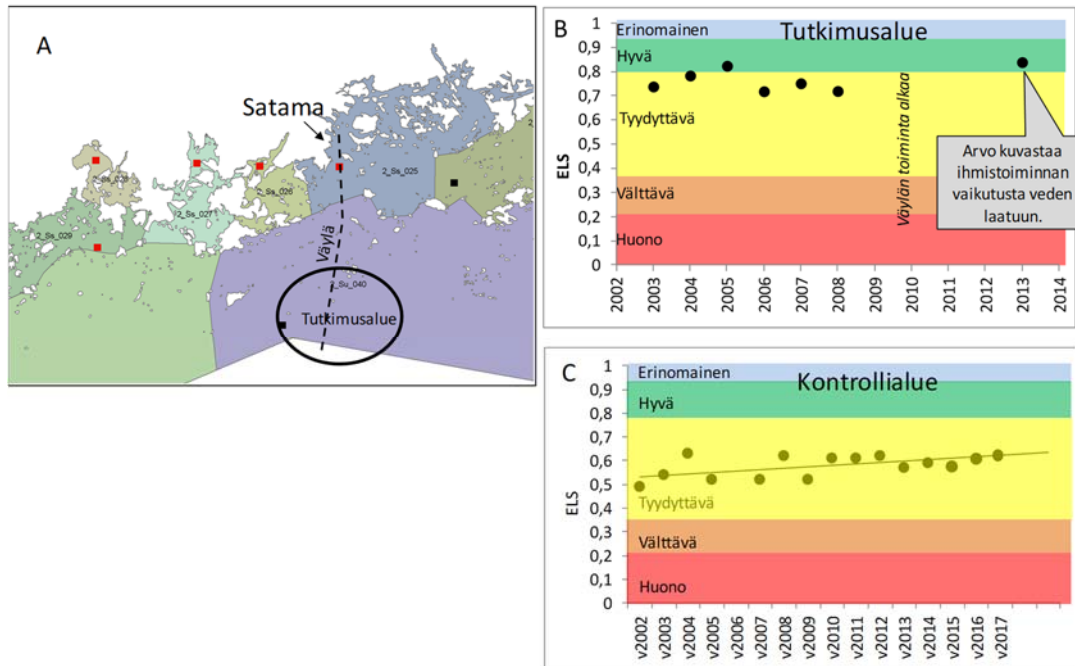 A
Satama
2_Ss_028
2_Ss_027
2_Ss_026
2_Ss_025
2_Ss_029
Väylä
2_Su_040
Tutkimusalue
B
Tutkimusalue
ELS
1
0,9
0,8
0,7
0,6
0,5
0,4
0,3
0,2
0,1
0
Erinomainen
Hyvä
Tyydyttävä
Välttävä
Huono
Väylän toiminta alkaa
Arvo kuvastaa
ihmistoiminnan
vaikutusta veden
laatuun.
2002
2003
2004
2005
2006
2007
2008
2009
2010
2011
2012
2013
2014
C
Kontrollialue
ELS
1
0,9
0,8
0,7
0,6
0,5
0,4
0,3
0,2
0,1
0
Erinomainen
Hyvä
Tyydyttävä
Välttävä
Huono
v2002
v2003
v2004
v2005
v2006
v2007
v2008
v2009
v2010
v2011
v2012
v2013
v2014
v2015
v2016
v2017